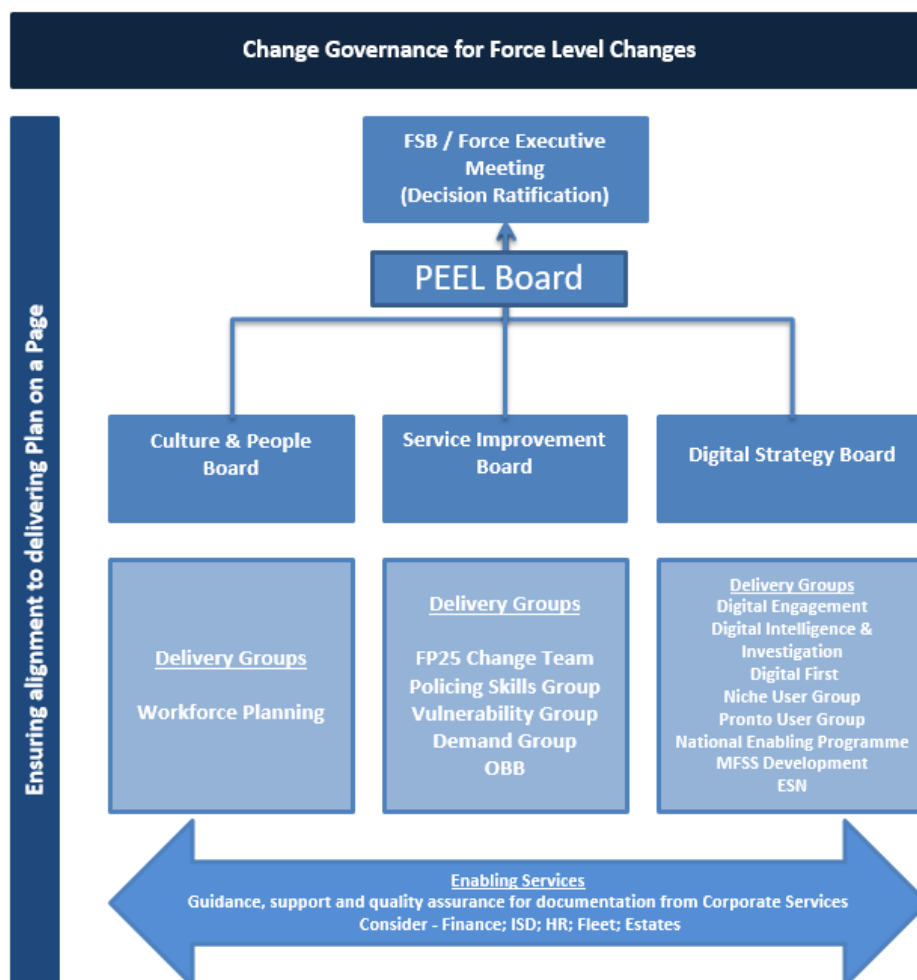 Change Governance for Force Level Changes
Ensuring alignment to delivering Plan on a Page
FSB / Force Executive
Meeting
(Decision Ratification)
PEEL Board
Culture & People
Board
Service Improvement
Board
Digital Strategy Board
Delivery Groups
Workforce Planning
Delivery Groups
FP25 Change Team
Policing Skills Group
Vulnerability Group
Demand Group
OBB
Delivery Groups
Digital Engagement
Digital Intelligence &
Investigation
Digital First
Niche User Group
Pronto User Group
National Enabling Programme
MFSS Development
ESN
Enabling Services
Guidance, support and quality assurance for documentation from Corporate Services
Consider - Finance; ISD; HR; Fleet; Estates